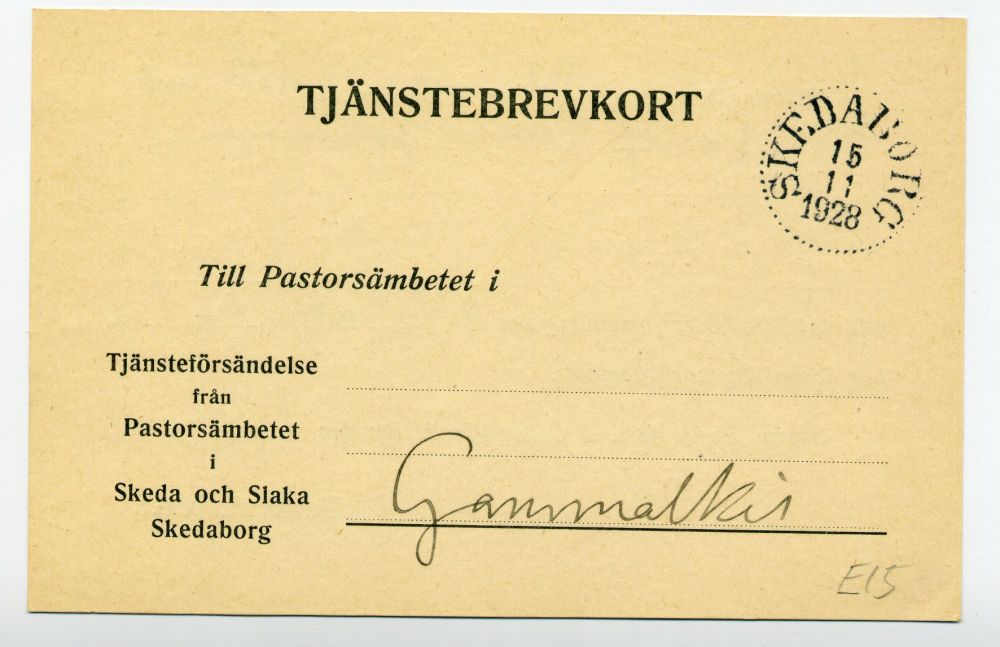 TJÄNSTEBREVKORT
SKEDABORG
15
11
1928
Till Pastorsämbetet i
Tjänsteförsändelse
från
Pastorsämbetet
i
Skeda och Slaka
Skedaborg
Gammalkil
E15